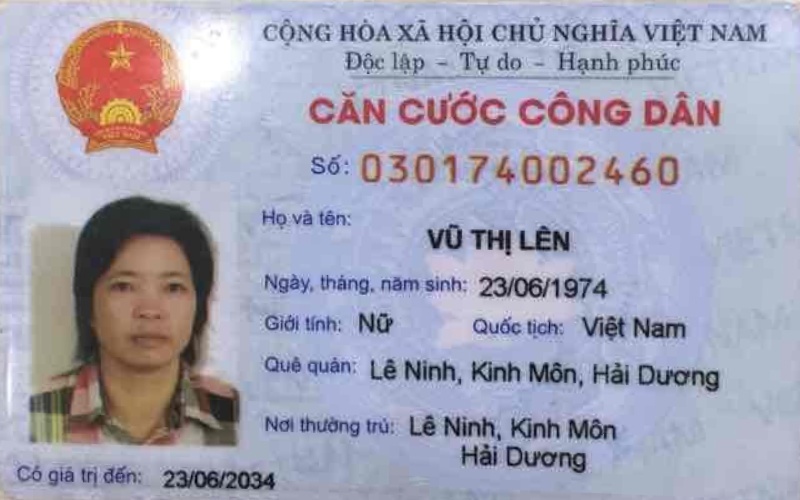 CỘNG HÒA XÃ HỘI CHỦ NGHĨA VIỆT NAM
Độc lập - Tự do - Hạnh phúc
CĂN CƯỚC CÔNG DÂN
Số: 030174002460
Họ và tên:
VŨ THỊ LÊN
Ngày, tháng, năm sinh: 23/06/1974
Giới tính: Nữ Quốc tịch: Việt Nam
Quê quán: Lê Ninh, Kinh Môn, Hải Dương
Nơi thường trú: Lê Ninh, Kinh Môn
Hải Dương
Có giá trị đến: 23/06/2034